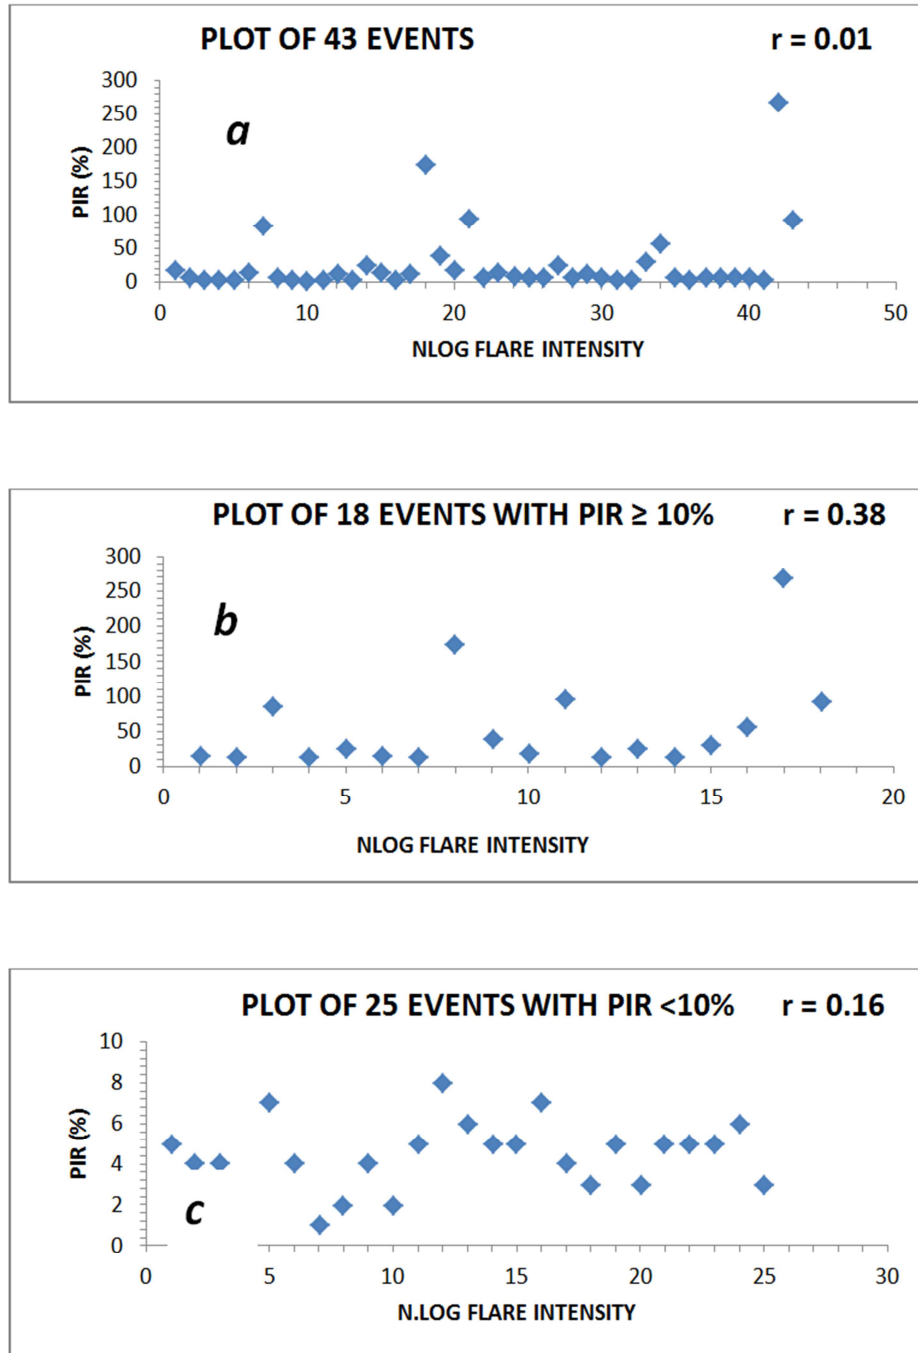 PLOT OF 43 EVENTS r = 0.01
300
250
200
150
100
50
0
PIR (%)
a
0 10 20 30 40 50
NLOG FLARE INTENSITY
PLOT OF 18 EVENTS WITH PIR ≥ 10% r = 0.38
300
250
200
150
100
50
0
PIR (%)
b
0 5 10 15 20
NLOG FLARE INTENSITY
PLOT OF 25 EVENTS WITH PIR <10% r = 0.16
10
8
6
4
2
0
PIR (%)
c
0 5 10 15 20 25 30
N.LOG FLARE INTENSITY